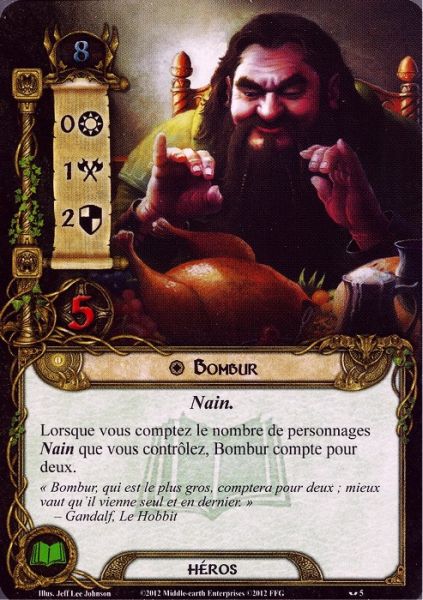 8
0
1
2
5
Bombur
Nain.
Lorsque vous comptez le nombre de personnages
Nain que vous contrôlez, Bombur compte pour
deux.
« Bombur, qui est le plus gros, comptera pour deux ; mieux
vaut qu'il vienne seul et en dernier. »
– Gandalf, Le Hobbit
HÉROS
Illus. Jeff Lee Johnson
©2012 Middle-earth Enterprises ©2012 FFG
5